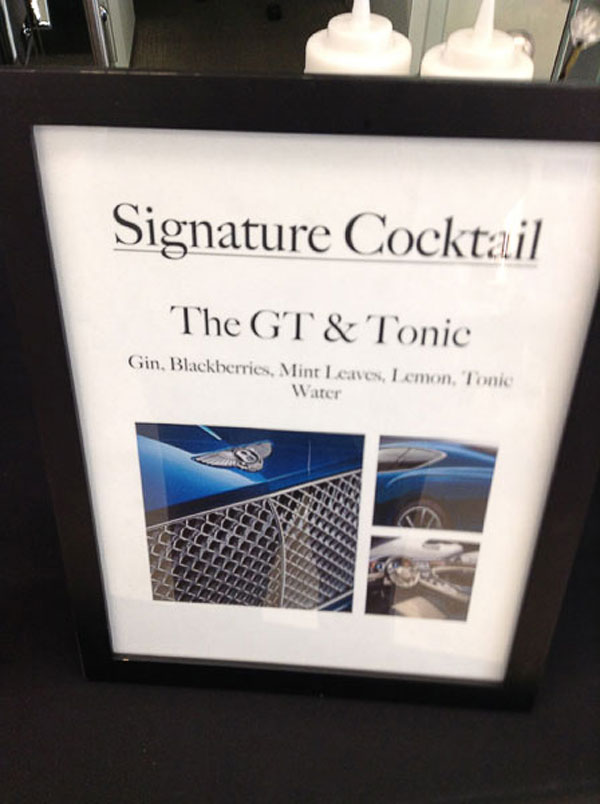 Signature Cocktail
The GT & Tonic
Gin, Blackberries, Mint Leaves, Lemon, Tonic
Water
B